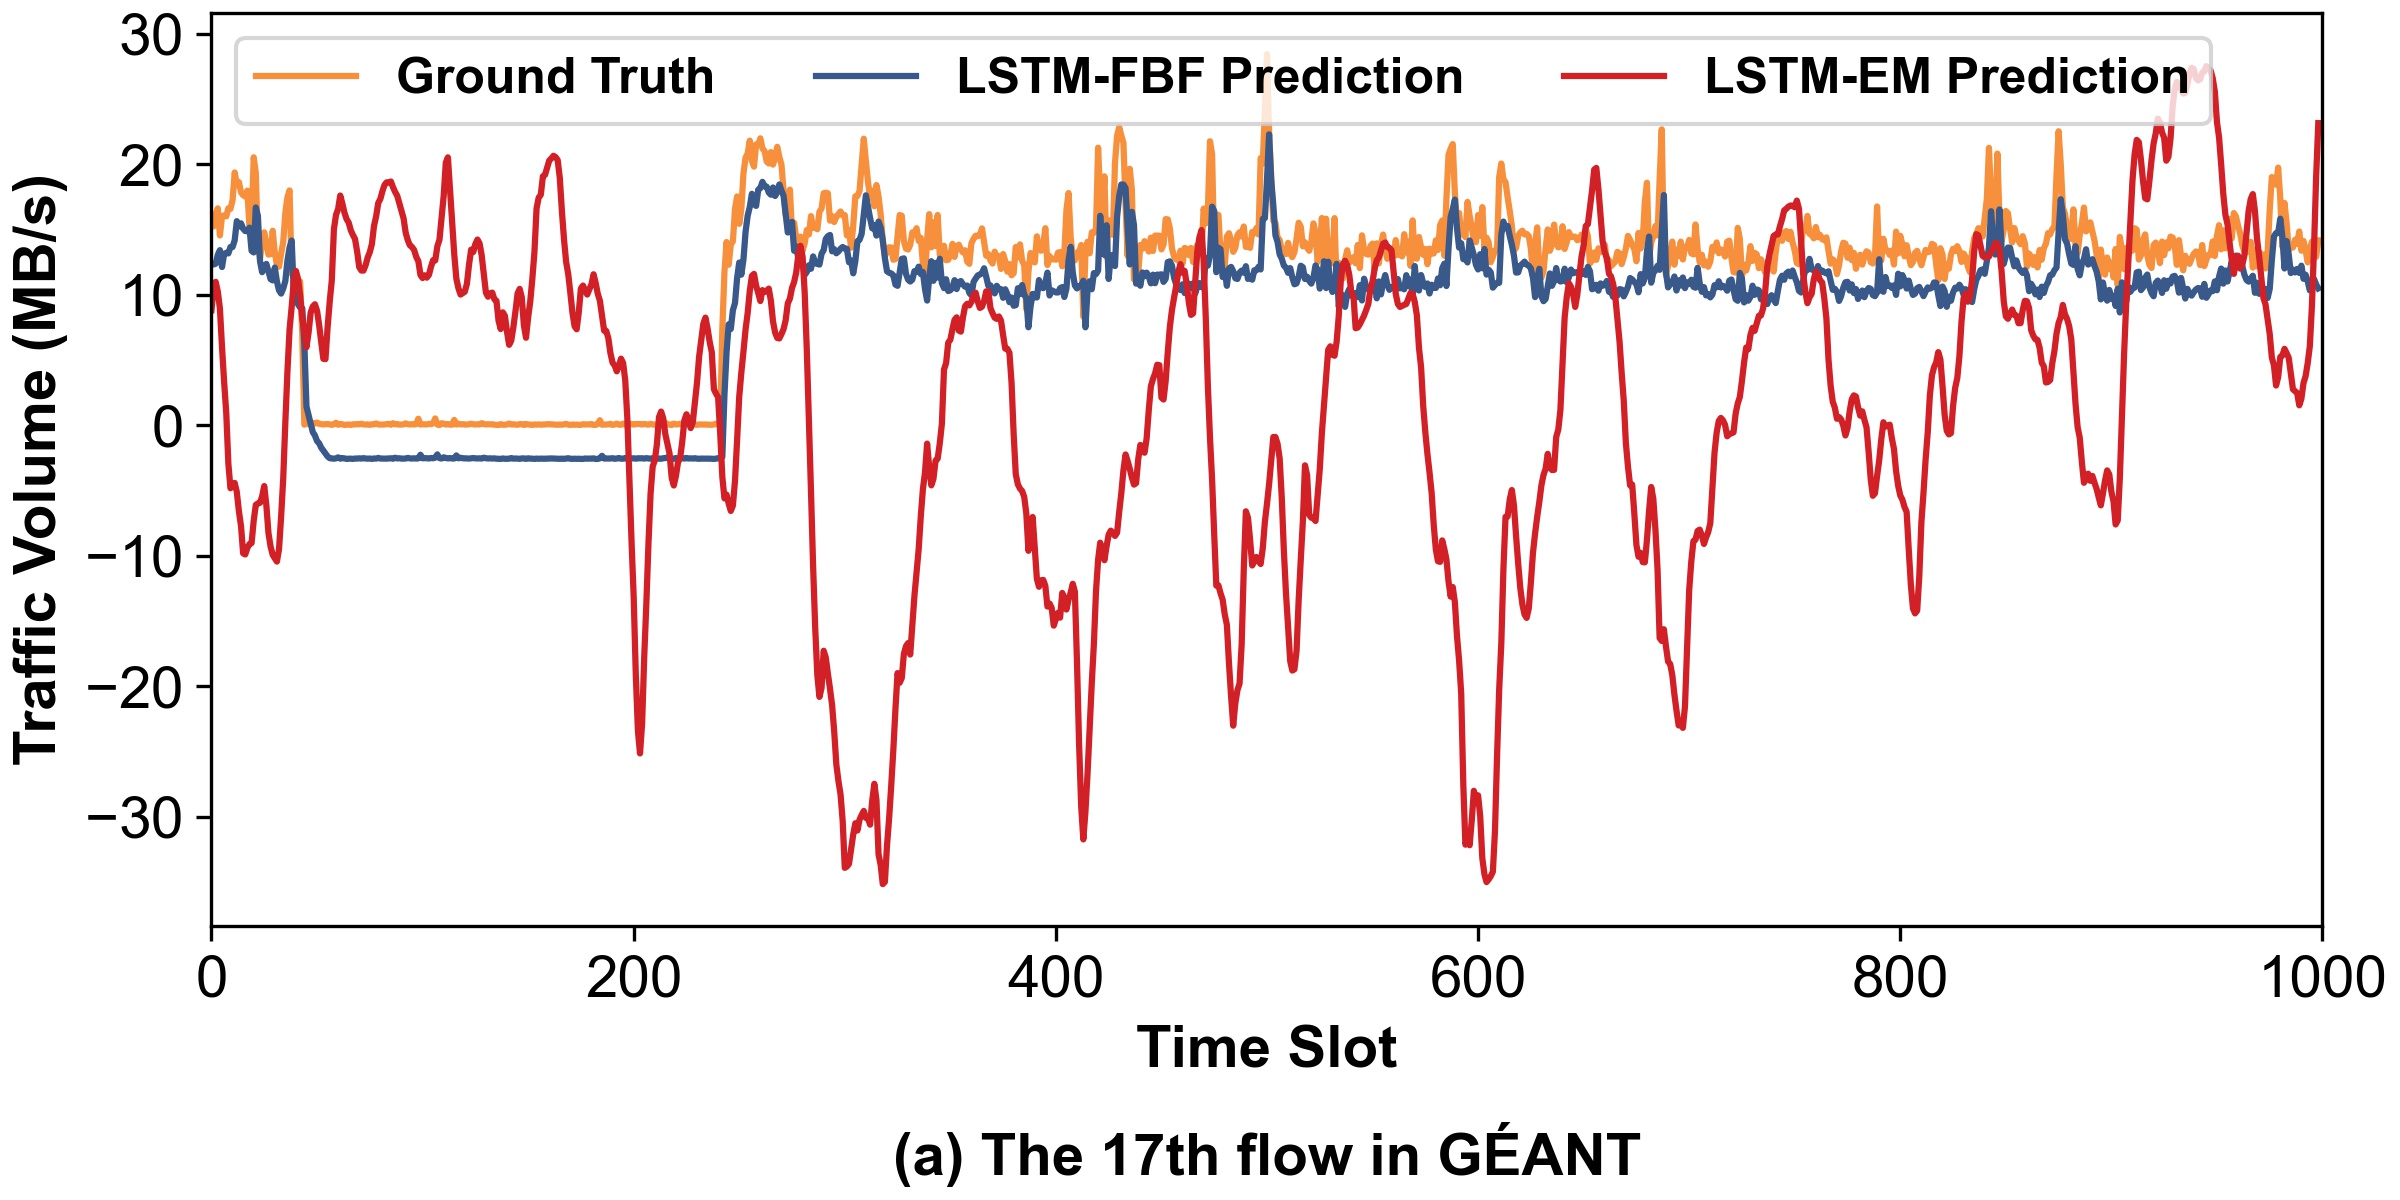 Ground Truth LSTM-FBF Prediction LSTM-EM Prediction
30
20
10
0
−10
−20
−30
Traffic Volume (MB/s)
0 200 400 600 800 1000
Time Slot
(a) The 17th flow in GÉANT